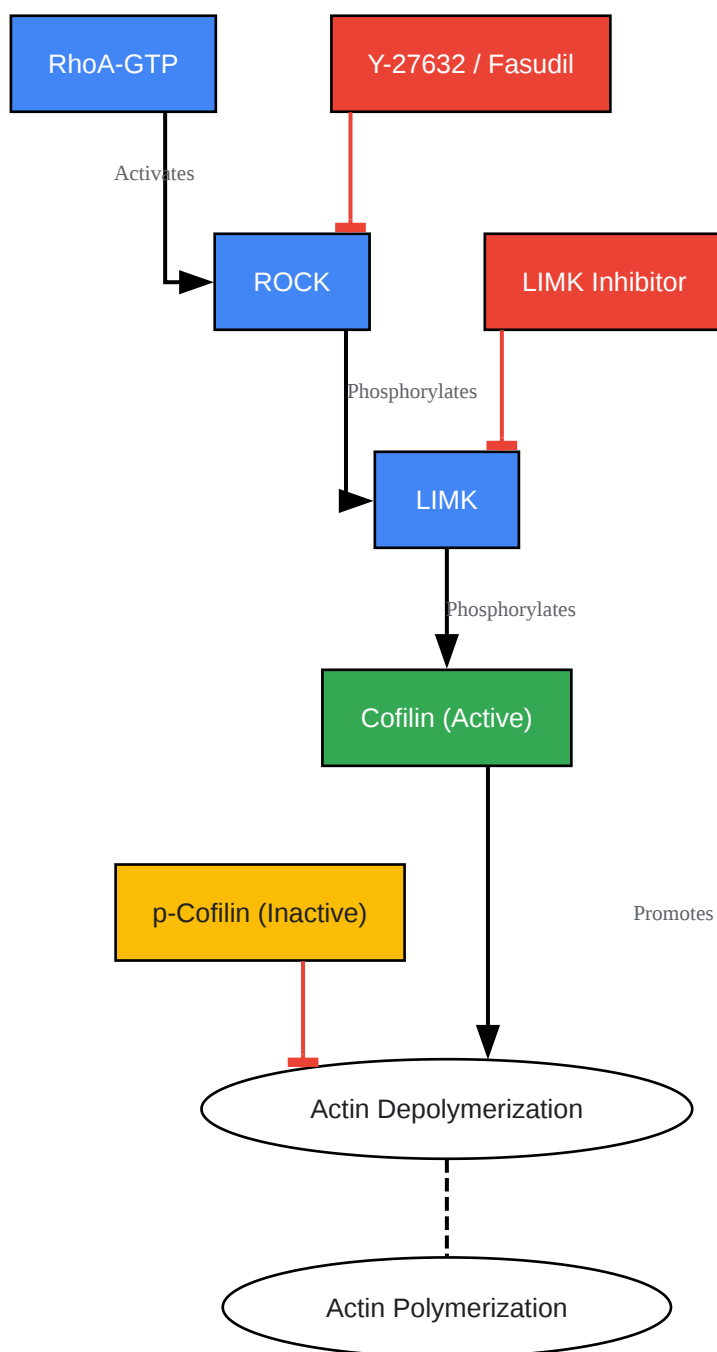 RhoA-GTP
Y-27632 / Fasudil
Activates
ROCK
LIMK Inhibitor
Phosphorylates
LIMK
Phosphorylates
Cofilin (Active)
p-Cofilin (Inactive)
Promotes
Actin Depolymerization
Actin Polymerization